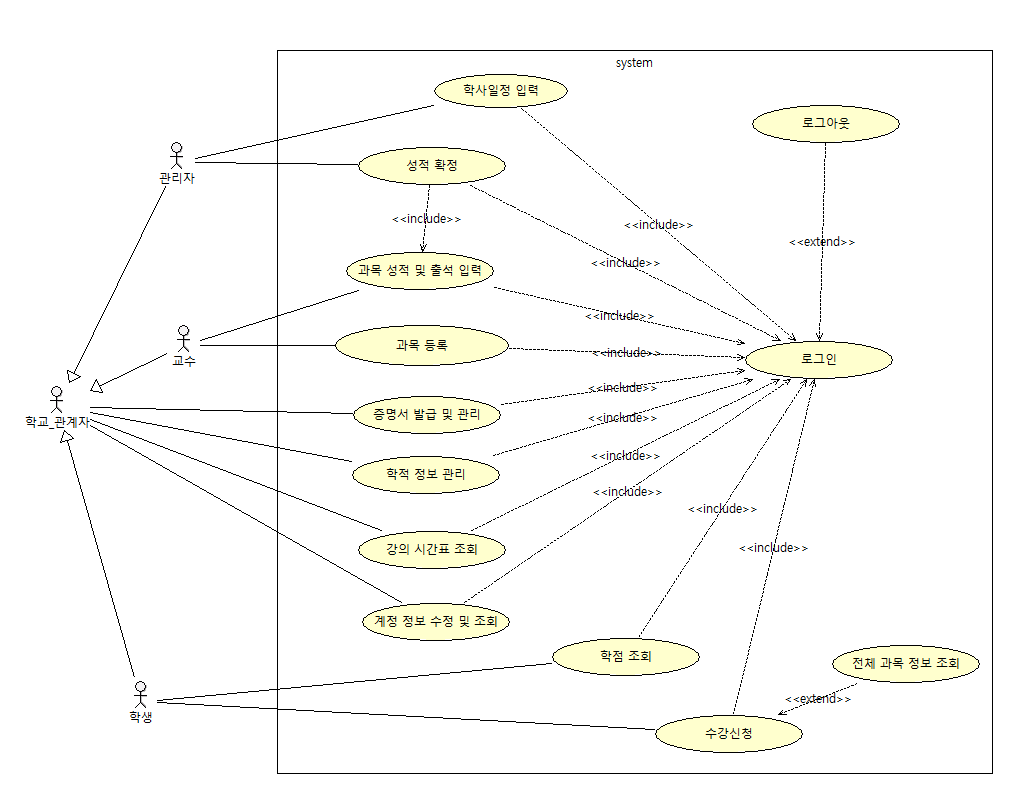 system
학사일정 입력
로그아웃
관리자
성적 확정
<<include>>
<<include>>
<<extend>>
<<include>>
과목 성적 및 출석 입력
<<include>>
교수
과목 등록
<<include>>
로그인
<<include>>
학교_관계자
증명서 발급 및 관리
<<include>>
학적 정보 관리
<<include>>
<<include>>
<<include>>
강의 시간표 조회
<<include>>
계정 정보 수정 및 조회
학점 조회
전체 과목 정보 조회
<<extend>>
학생
수강신청